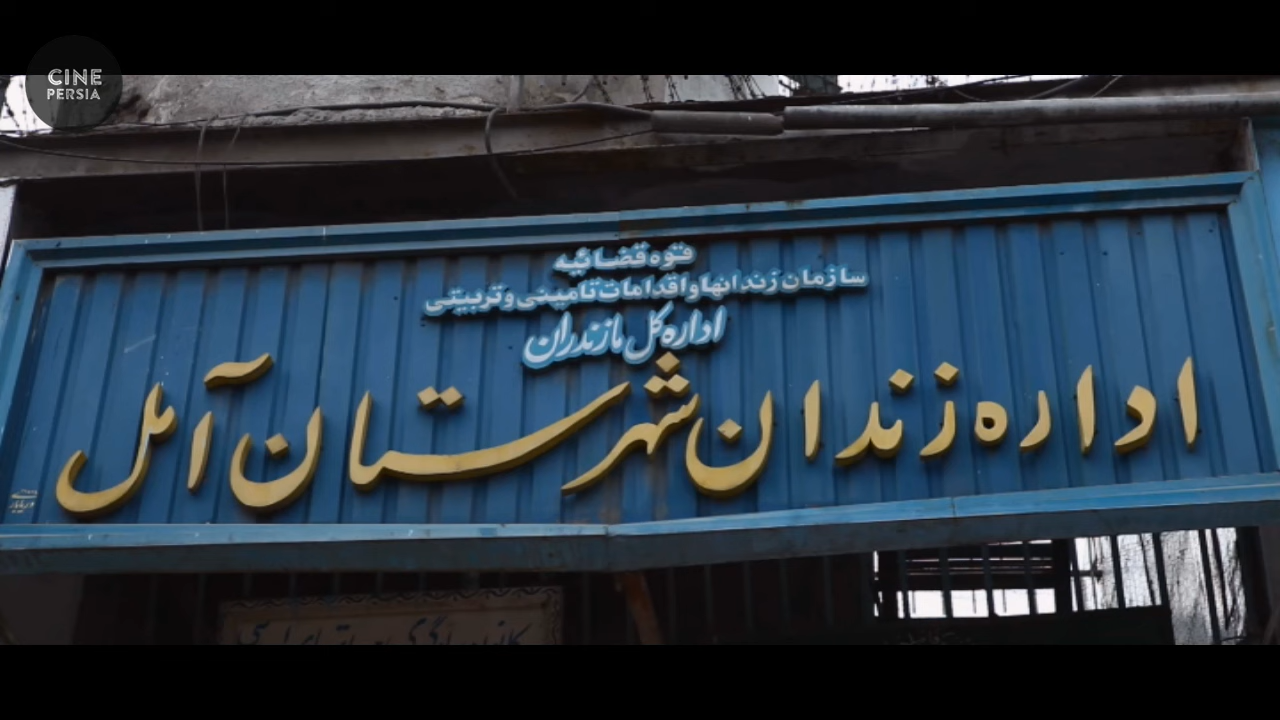 CINE
PERSIA
قوه قضائیه
سازمان زندانها و اقدامات تامینی و تربیتی
اداره کل مازندران
اداره زندان شهرستان آمل